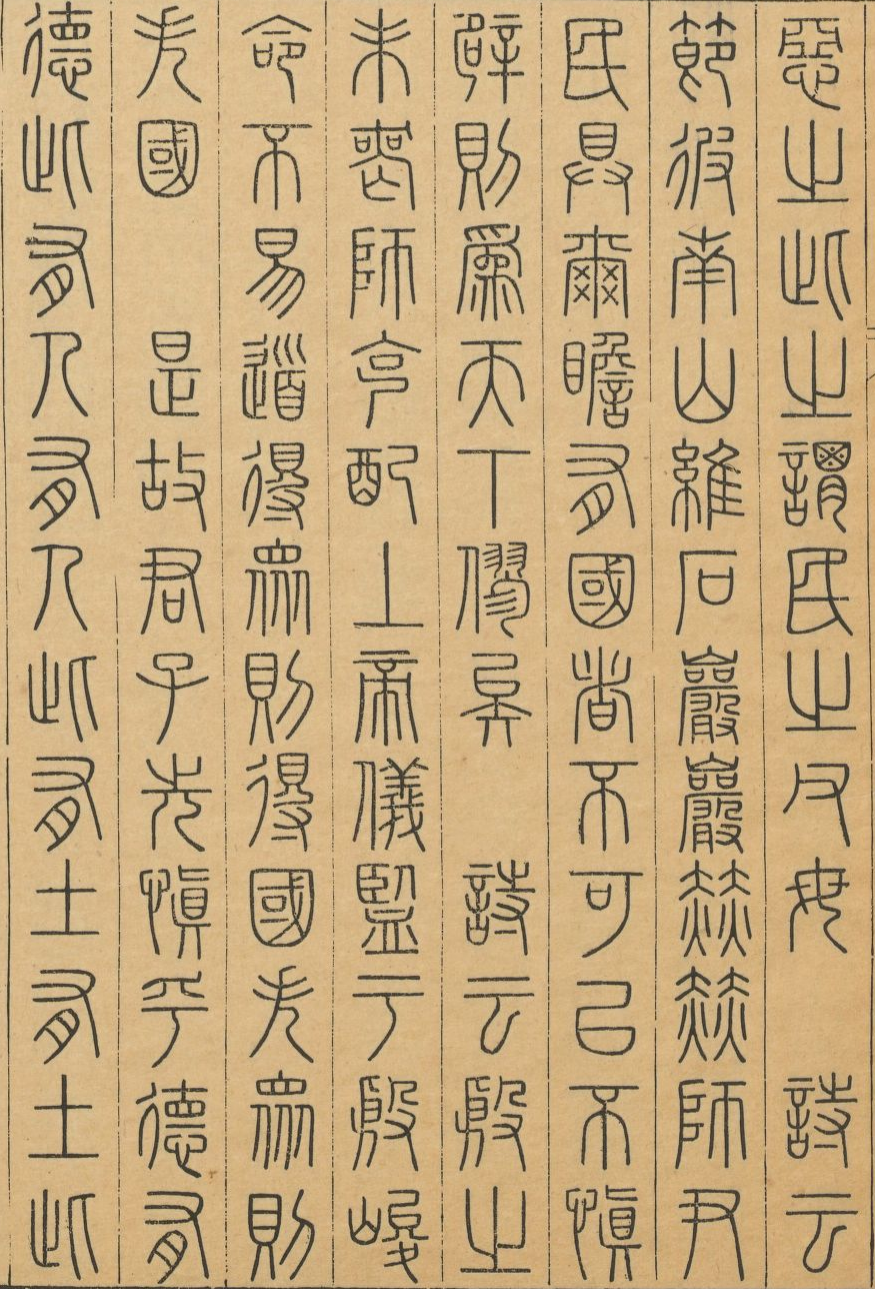 惡之此之謂民之父母　詩云
節彼南山維石巖巖赫赫師尹
民具爾瞻有國者不可以不慎
辟則為天下僇矣　詩云殷之
未喪師克配上帝儀監于殷峻
命不易道得眾則得國失眾則
失國　是故君子先慎乎德有
德此有人有人此有土有土此